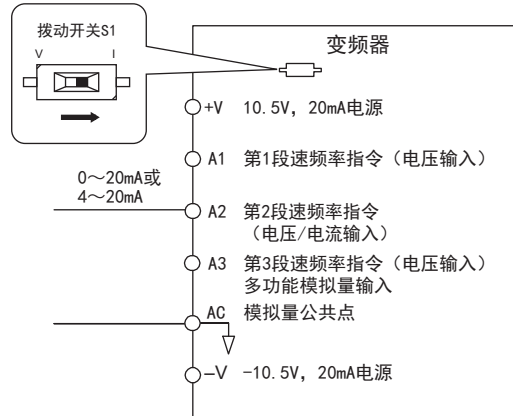 拨动开关S1
V I
变频器
+V 10.5V, 20mA电源
A1 第1段速频率指令（电压输入）
0～20mA或
4～20mA
A2 第2段速频率指令
（电压/电流输入）
A3 第3段速频率指令（电压输入）
多功能模拟量输入
AC 模拟量公共点
-V -10.5V, 20mA电源